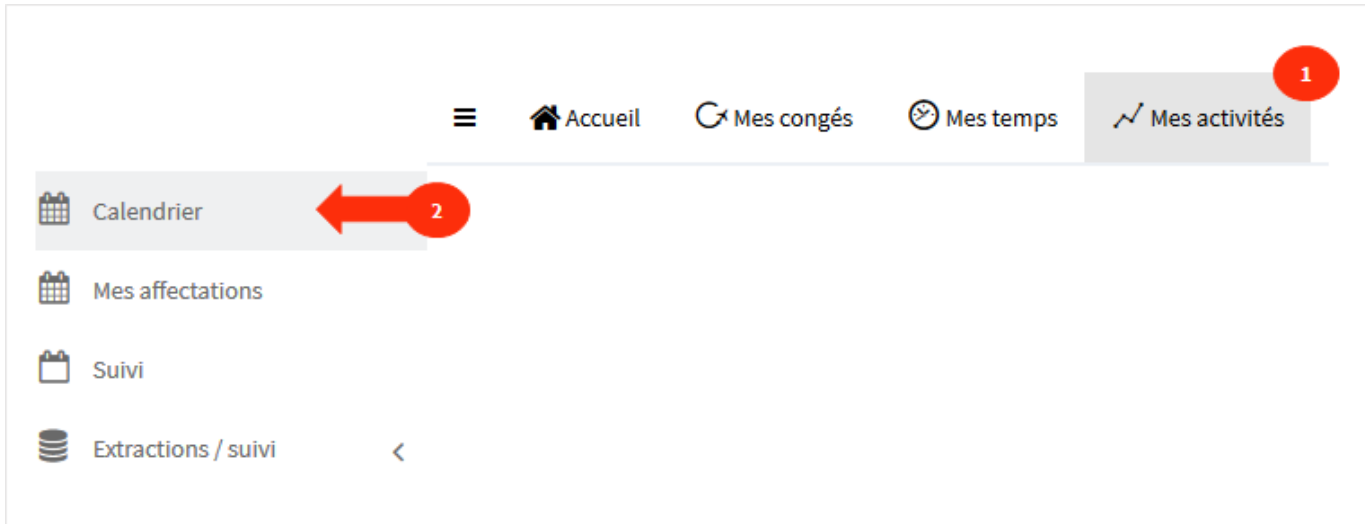 1
Accueil Mes congés Mes temps Mes activités
Calendrier 2
Mes affectations
Suivi
Extractions / suivi